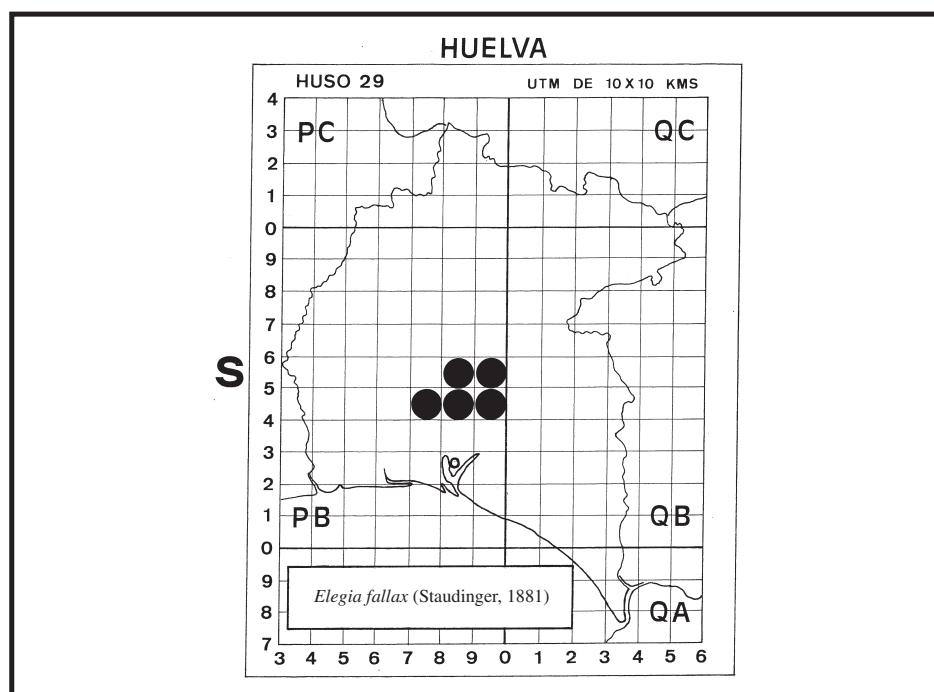 HUELVA
HUSO 29 UTM DE 10 X 10 KMS
4
PC QC
3
2
1
0
9
8
7
6
S
5
4
3
2
PB QB
1
0
9
Elegia fallax (Staudinger, 1881)
8 QA
7
3 4 5 6 7 8 9 0 1 2 3 4 5 6